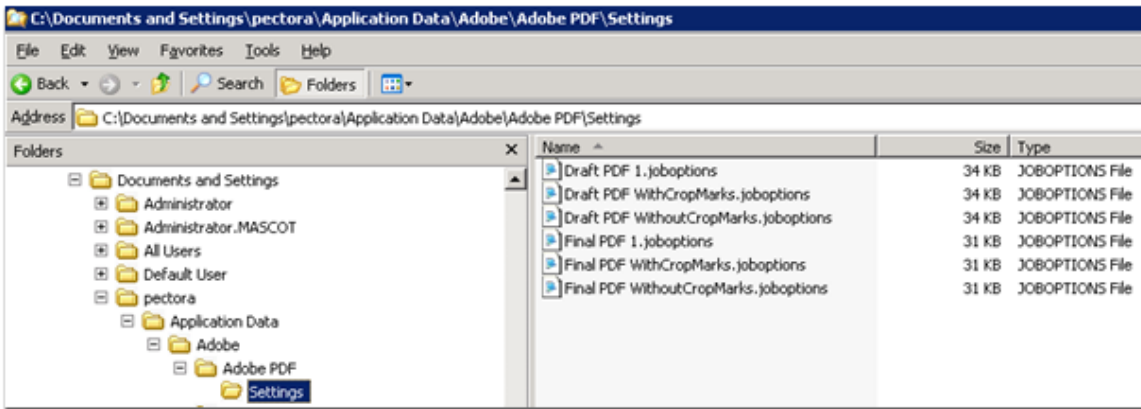 C:\Documents and Settings\pectora\Application Data\Adobe\Adobe PDF\Settings
File Edit View Favorites Tools Help
Back Search Folders
Address C:\Documents and Settings\pectora\Application Data\Adobe\Adobe PDF\Settings
Folders
Documents and Settings
Administrator
Administrator.MASCOT
All Users
Default User
pectora
Application Data
Adobe
Adobe PDF
Settings
Name Size Type
Draft PDF 1.joboptions 34 KB JOBOPTIONS File
Draft PDF WithCropMarks.joboptions 34 KB JOBOPTIONS File
Draft PDF WithoutCropMarks.joboptions 34 KB JOBOPTIONS File
Final PDF 1.joboptions 31 KB JOBOPTIONS File
Final PDF WithCropMarks.joboptions 31 KB JOBOPTIONS File
Final PDF WithoutCropMarks.joboptions 31 KB JOBOPTIONS File